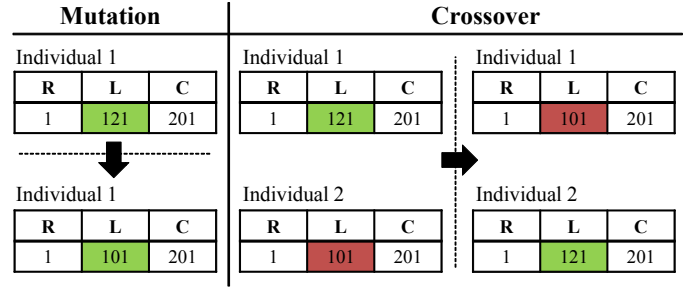 Mutation Crossover
Individual 1 Individual 1 Individual 1
R L C R L C R L C
1 121 201 1 121 201 1 101 201
Individual 1 Individual 2 Individual 2
R L C R L C R L C
1 101 201 1 101 201 1 121 201